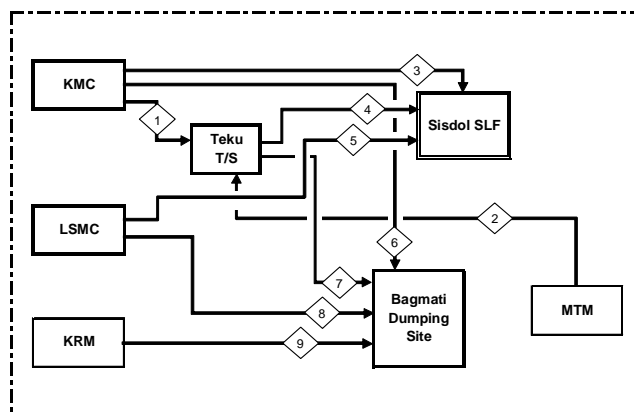 3
KMC
4
1
Sisdol SLF
Teku
T/S
5
LSMC
2
6
7
Bagmati
Dumping
Site
8
MTM
KRM
9